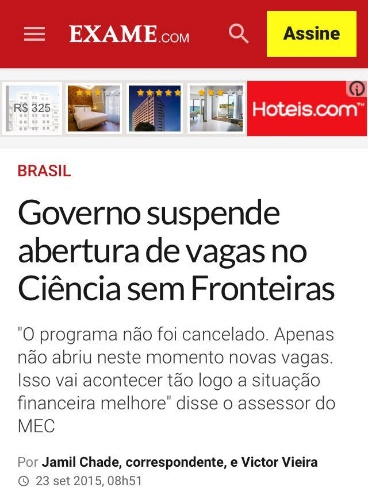 EXAME.COM
Assine
R$ 325
Hoteis.com™
BRASIL
Governo suspende
abertura de vagas no
Ciência sem Fronteiras
"O programa não foi cancelado. Apenas
não abriu neste momento novas vagas.
Isso vai acontecer tão logo a situação
financeira melhore" disse o assessor do
MEC
Por Jamil Chade, correspondente, e Victor Vieira
23 set 2015, 08h51